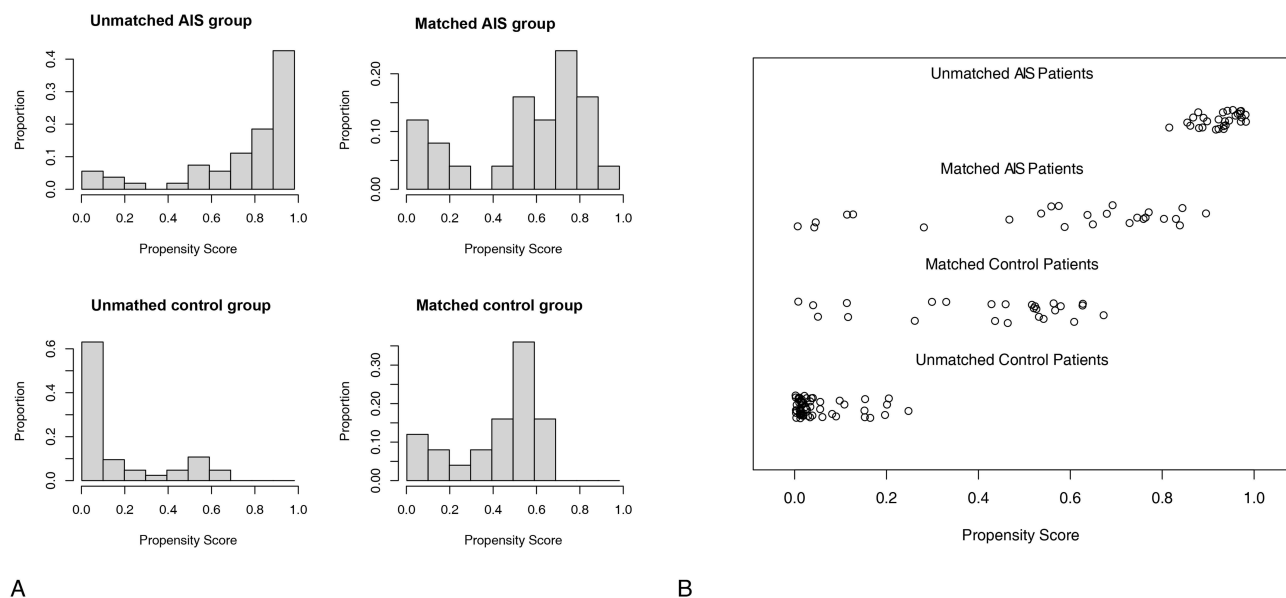 Unmatched AIS group
Proportion
0.0 0.1 0.2 0.3 0.4
0.0 0.2 0.4 0.6 0.8 1.0
Propensity Score
Matched AIS group
Proportion
0.00 0.10 0.20
0.0 0.2 0.4 0.6 0.8 1.0
Propensity Score
Unmathed control group
Proportion
0.0 0.2 0.4 0.6
0.0 0.2 0.4 0.6 0.8 1.0
Propensity Score
Matched control group
Proportion
0.00 0.10 0.20 0.30
0.0 0.2 0.4 0.6 0.8 1.0
Propensity Score
A
Unmatched AIS Patients
Matched AIS Patients
Matched Control Patients
Unmatched Control Patients
0.0 0.2 0.4 0.6 0.8 1.0
Propensity Score
B